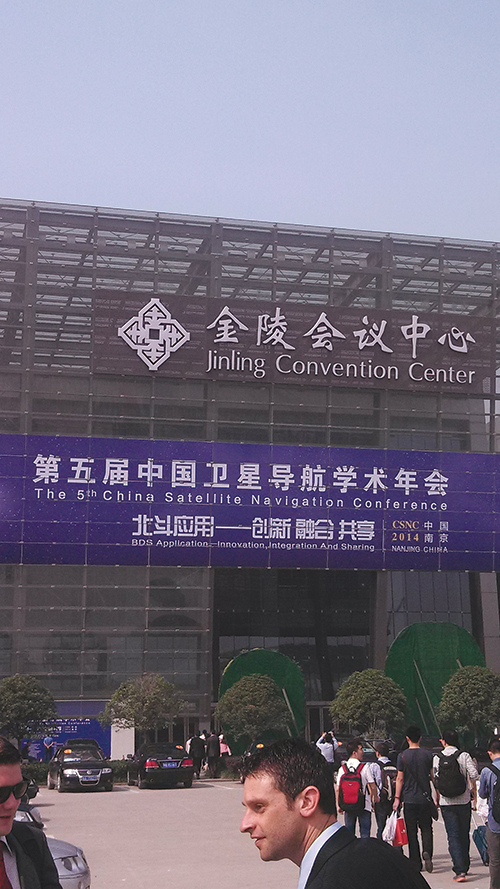 金陵会议中心
Jinling Convention Center
第五届中国卫星导航学术年会
The 5th China Satellite Navigation Conference
北斗应用——创新 融合 共享
BDS Application—Innovation, Integration And Sharing
CSNC 中国
2014 南京
NANJING CHINA